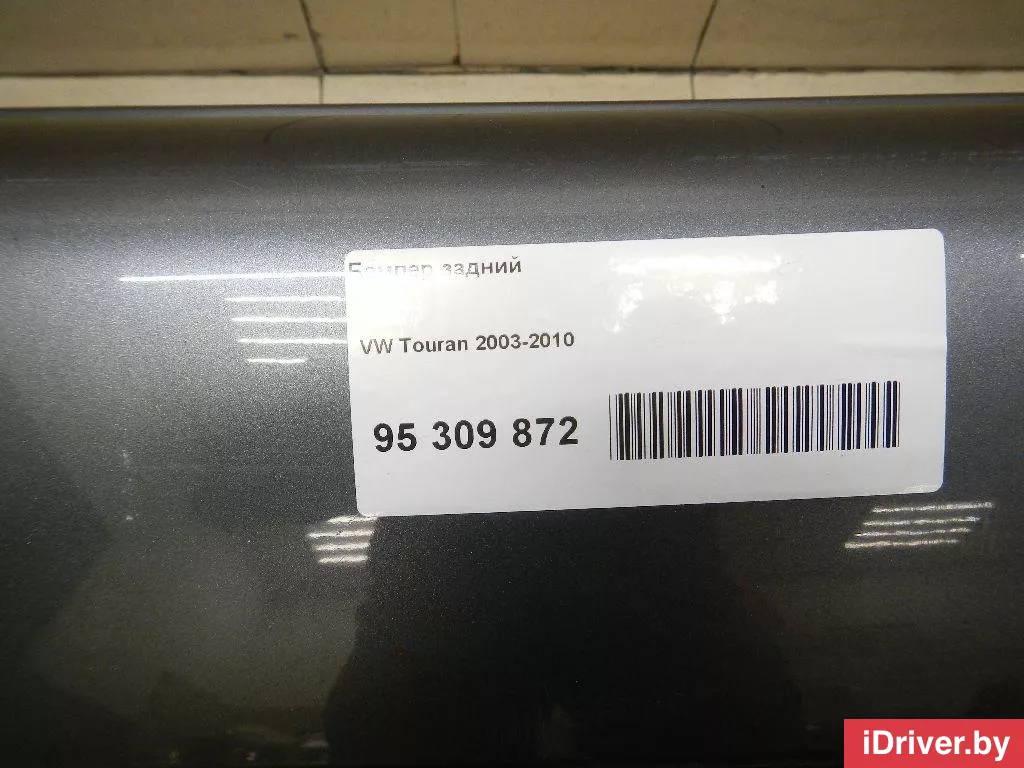 Бампер задний
VW Touran 2003-2010
95 309 872
iDriver.by